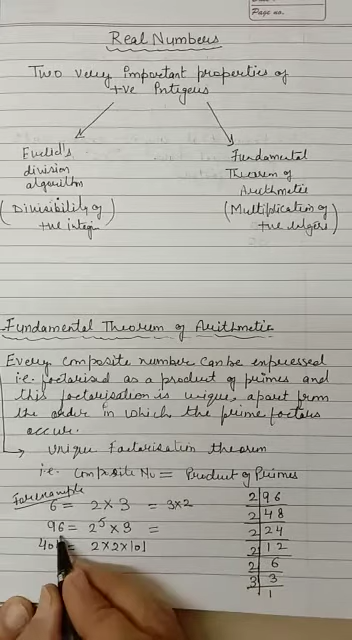 Page no.
Real Numbers
Two very Important properties of
+ve Integers
Euclid's
division
algorithm
(Divisibility of
+ve integ
Fundamental
Theorem of
Arithmetic
(Multiplication of
+ve integers)
Fundamental Theorem of Arithmetic
Every composite number can be expressed
i.e. factorised as a product of primes and
this factorisation is unique, apart from
the order in which the prime factors
occur.
Unique Factorisation theorem
i.e. Composite No = Product of Primes
For example
6 = 2 × 3 = 3×2
96 = 2⁵ × 3 =
40 = 2×2×101
2 96
2 48
2 24
2 12
2 6
3 3
1